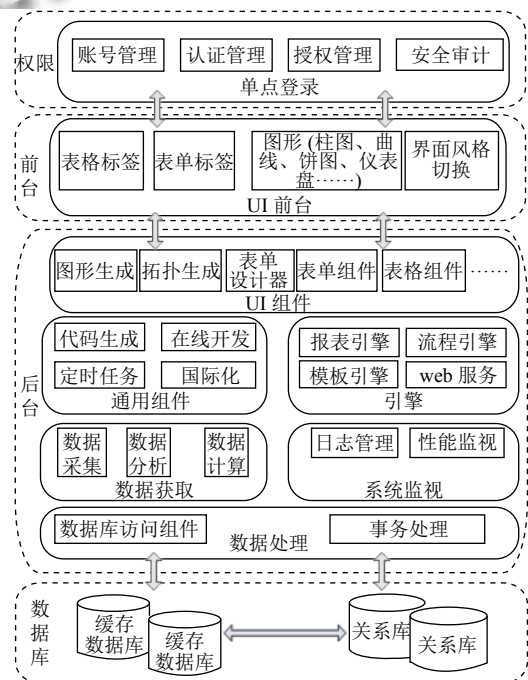 权限
账号管理 认证管理 授权管理 安全审计
单点登录
前台
表格标签 表单标签 图形 (柱图、曲线、饼图、仪表盘……) 界面风格切换
UI 前台
后台
图形生成 拓扑生成 表单设计器 表单组件 表格组件 ……
UI 组件
代码生成 在线开发
定时任务 国际化
通用组件
报表引擎 流程引擎
模板引擎 web 服务
引擎
数据采集 数据分析 数据计算
数据获取
日志管理 性能监视
系统监视
数据库访问组件 事务处理
数据处理
数据库
缓存数据库 缓存数据库 关系库 关系库